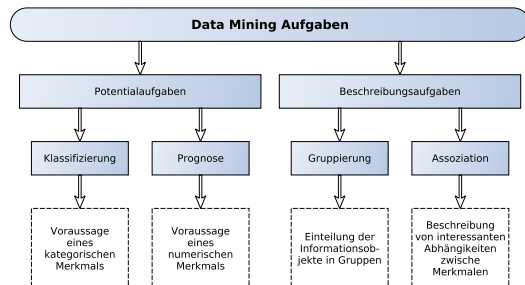 Data Mining Aufgaben
Potentialaufgaben
Beschreibungsaufgaben
Klassifizierung
Prognose
Gruppierung
Assoziation
Voraussage
eines
kategorischen
Merkmals
Voraussage
eines
numerischen
Merkmals
Einteilung der
Informationsob-
jekte in Gruppen
Beschreibung
von interessanten
Abhängikeiten
zwische
Merkmalen